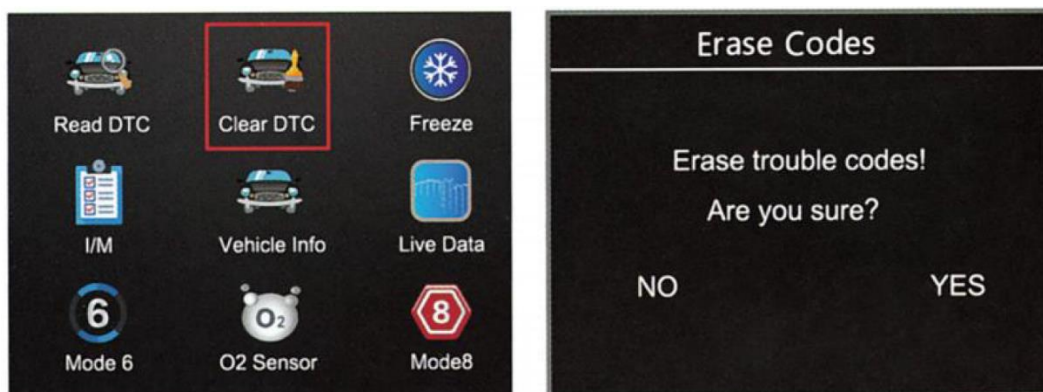 Read DTC
Clear DTC
Freeze
I/M
Vehicle Info
Live Data
6
Mode 6
O2
O2 Sensor
8
Mode8
Erase Codes
Erase trouble codes!
Are you sure?
NO
YES